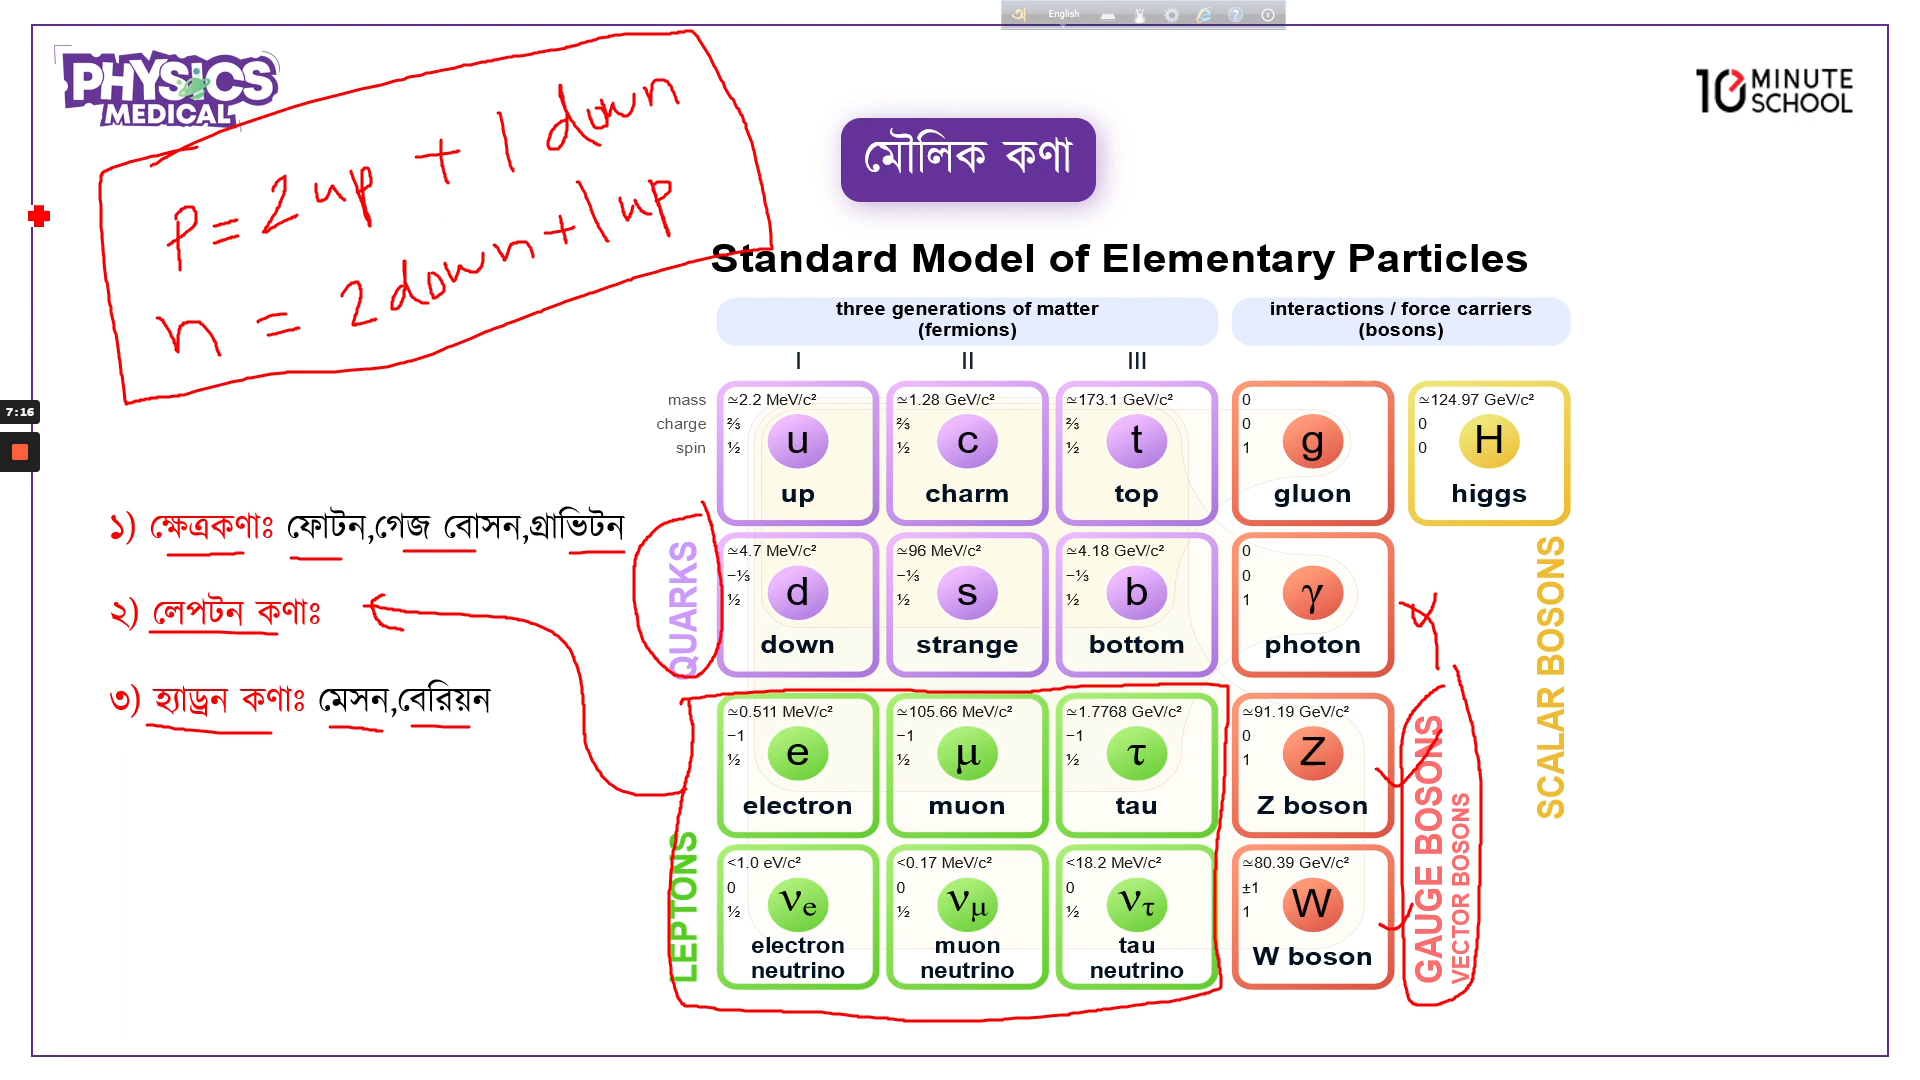 English
PHYSICS
MEDICAL
10 MINUTE
SCHOOL
P = 2 up + 1 down
n = 2 down + 1 up
মৌলিক কণা
Standard Model of Elementary Particles
three generations of matter
(fermions)
interactions / force carriers
(bosons)
I II III
mass
charge
spin
≃2.2 MeV/c²
⅔
½
u
up
≃1.28 GeV/c²
⅔
½
c
charm
≃173.1 GeV/c²
⅔
½
t
top
0
0
1
g
gluon
≃124.97 GeV/c²
0
0
H
higgs
7:16
১) ক্ষেত্রকণাঃ ফোটন,গেজ বোসন,গ্রাভিটন
২) লেপটন কণাঃ
৩) হ্যাড্রন কণাঃ মেসন,বেরিয়ন
QUARKS
≃4.7 MeV/c²
−⅓
½
d
down
≃96 MeV/c²
−⅓
½
s
strange
≃4.18 GeV/c²
−⅓
½
b
bottom
0
0
1
γ
photon
SCALAR BOSONS
LEPTONS
≃0.511 MeV/c²
−1
½
e
electron
≃105.66 MeV/c²
−1
½
μ
muon
≃1.7768 GeV/c²
−1
½
τ
tau
≃91.19 GeV/c²
0
1
Z
Z boson
<1.0 eV/c²
0
½
νe
electron
neutrino
<0.17 MeV/c²
0
½
νμ
muon
neutrino
<18.2 MeV/c²
0
½
ντ
tau
neutrino
≃80.39 GeV/c²
±1
1
W
W boson
GAUGE BOSONS
VECTOR BOSONS